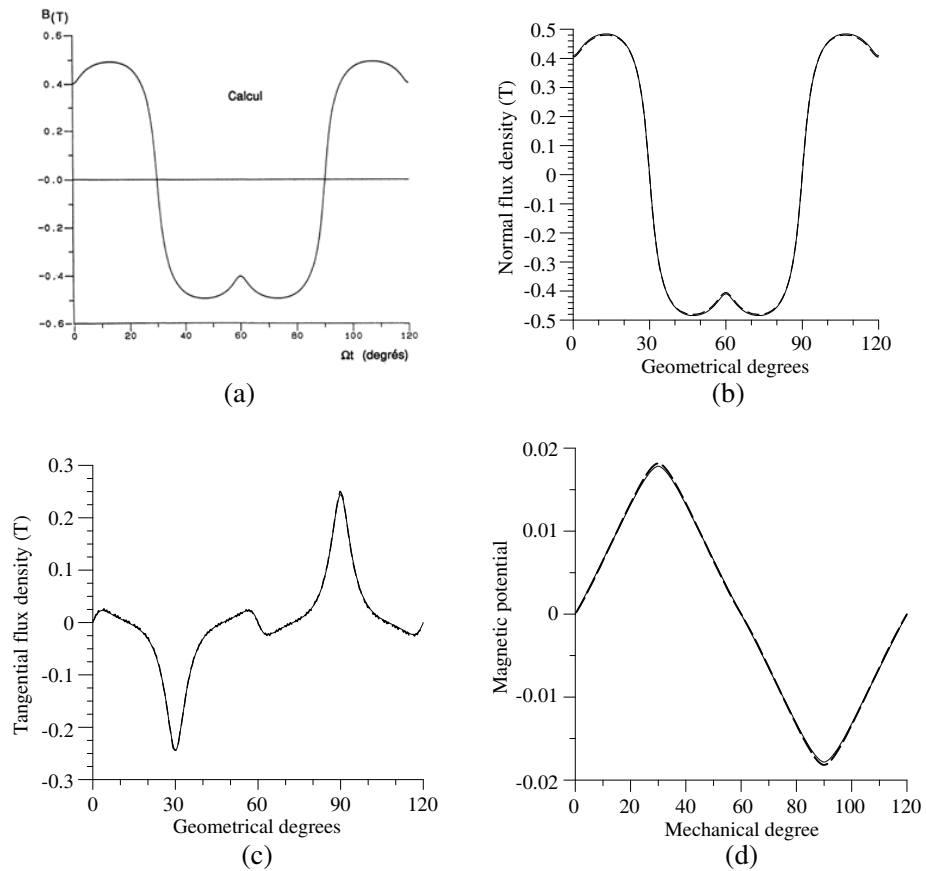 B(T)
0.6
0.4
0.2
-0.0
-0.2
-0.4
-0.6
Calcul
0 20 40 60 80 100 120
Ωt (degrés)
(a)
Normal flux density (T)
0.5
0.4
0.3
0.2
0.1
0
-0.1
-0.2
-0.3
-0.4
-0.5
0 30 60 90 120
Geometrical degrees
(b)
Tangential flux density (T)
0.3
0.2
0.1
0
-0.1
-0.2
-0.3
0 30 60 90 120
Geometrical degrees
(c)
Magnetic potential
0.02
0.01
0
-0.01
-0.02
0 20 40 60 80 100 120
Mechanical degree
(d)